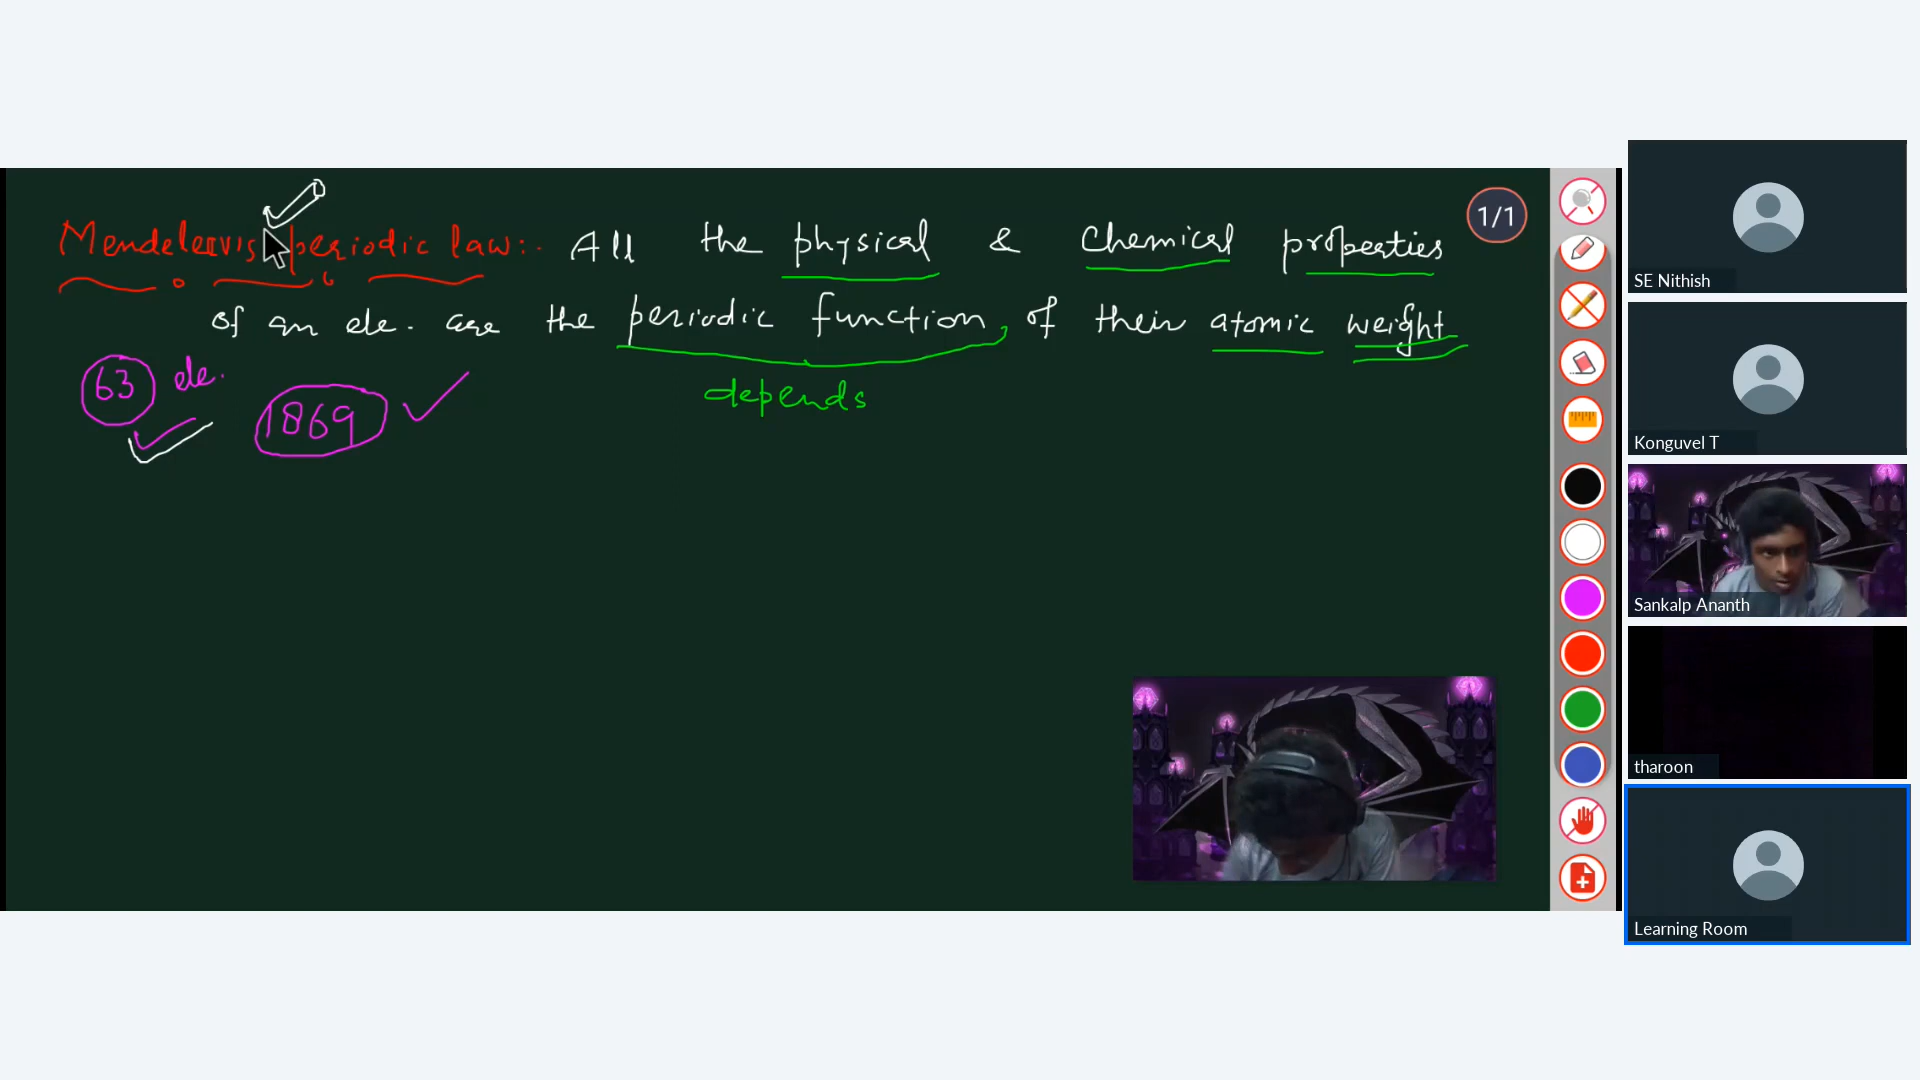 Mendeleevis periodic law:- All the physical & Chemical properties
of an ele. are the periodic function, of their atomic weight
63 ele.
1869
depends
1/1
SE Nithish
Konguvel T
Sankalp Ananth
tharoon
Learning Room